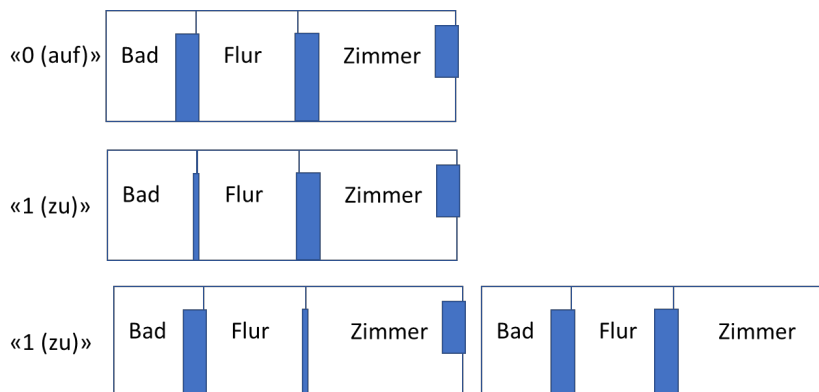 «0 (auf)» Bad Flur Zimmer
«1 (zu)» Bad Flur Zimmer
«1 (zu)» Bad Flur Zimmer Bad Flur Zimmer